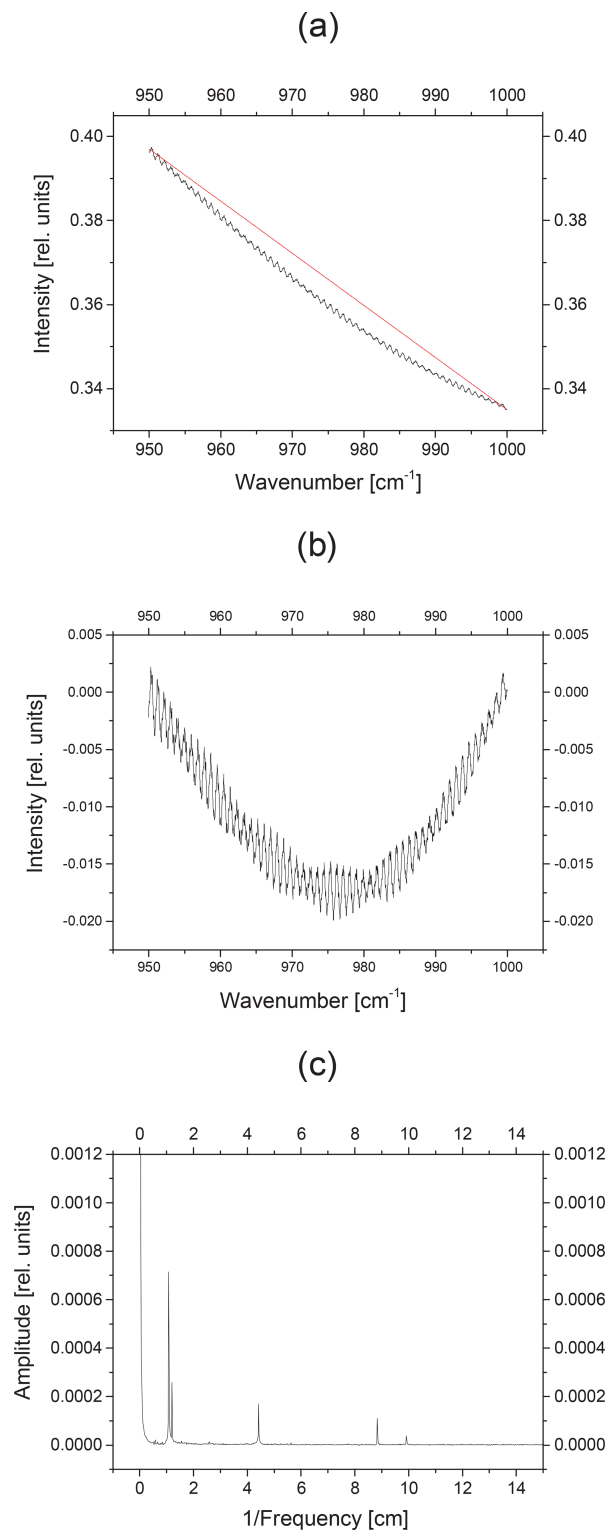 (a)
950 960 970 980 990 1000
0.40 0.40
0.38 0.38
0.36 0.36
0.34 0.34
Intensity [rel. units]
950 960 970 980 990 1000
Wavenumber [cm⁻¹]
(b)
950 960 970 980 990 1000
0.005 0.005
0.000 0.000
-0.005 -0.005
-0.010 -0.010
-0.015 -0.015
-0.020 -0.020
Intensity [rel. units]
950 960 970 980 990 1000
Wavenumber [cm⁻¹]
(c)
0 2 4 6 8 10 12 14
0.0012 0.0012
0.0010 0.0010
0.0008 0.0008
0.0006 0.0006
0.0004 0.0004
0.0002 0.0002
0.0000 0.0000
Amplitude [rel. units]
0 2 4 6 8 10 12 14
1/Frequency [cm]